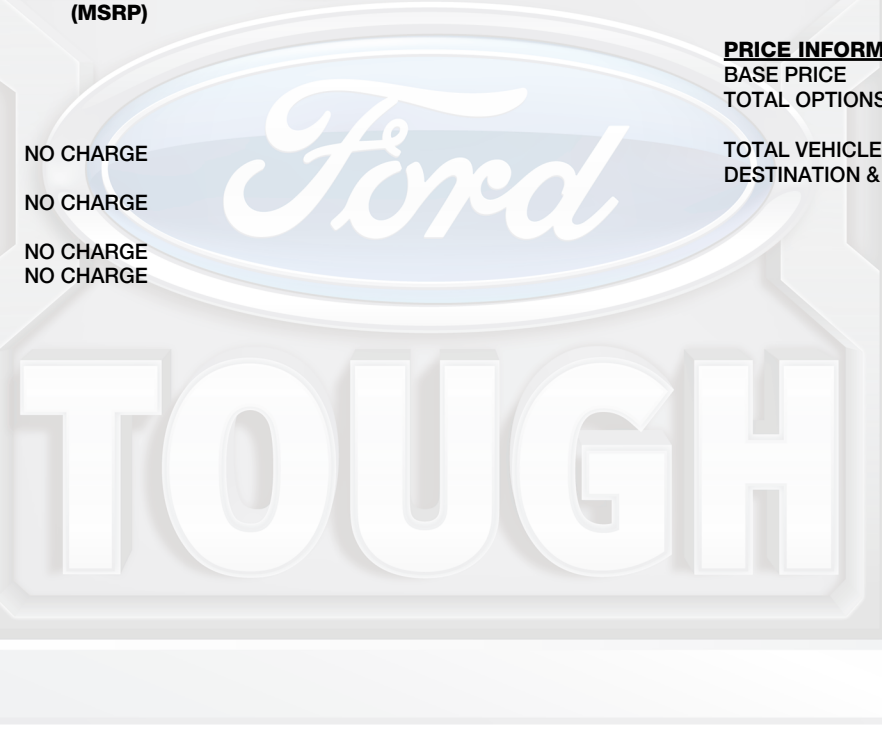 (MSRP)
NO CHARGE
NO CHARGE
NO CHARGE
NO CHARGE
PRICE INFORM
BASE PRICE
TOTAL OPTIONS
TOTAL VEHICLE
DESTINATION &
Ford
TOUGH